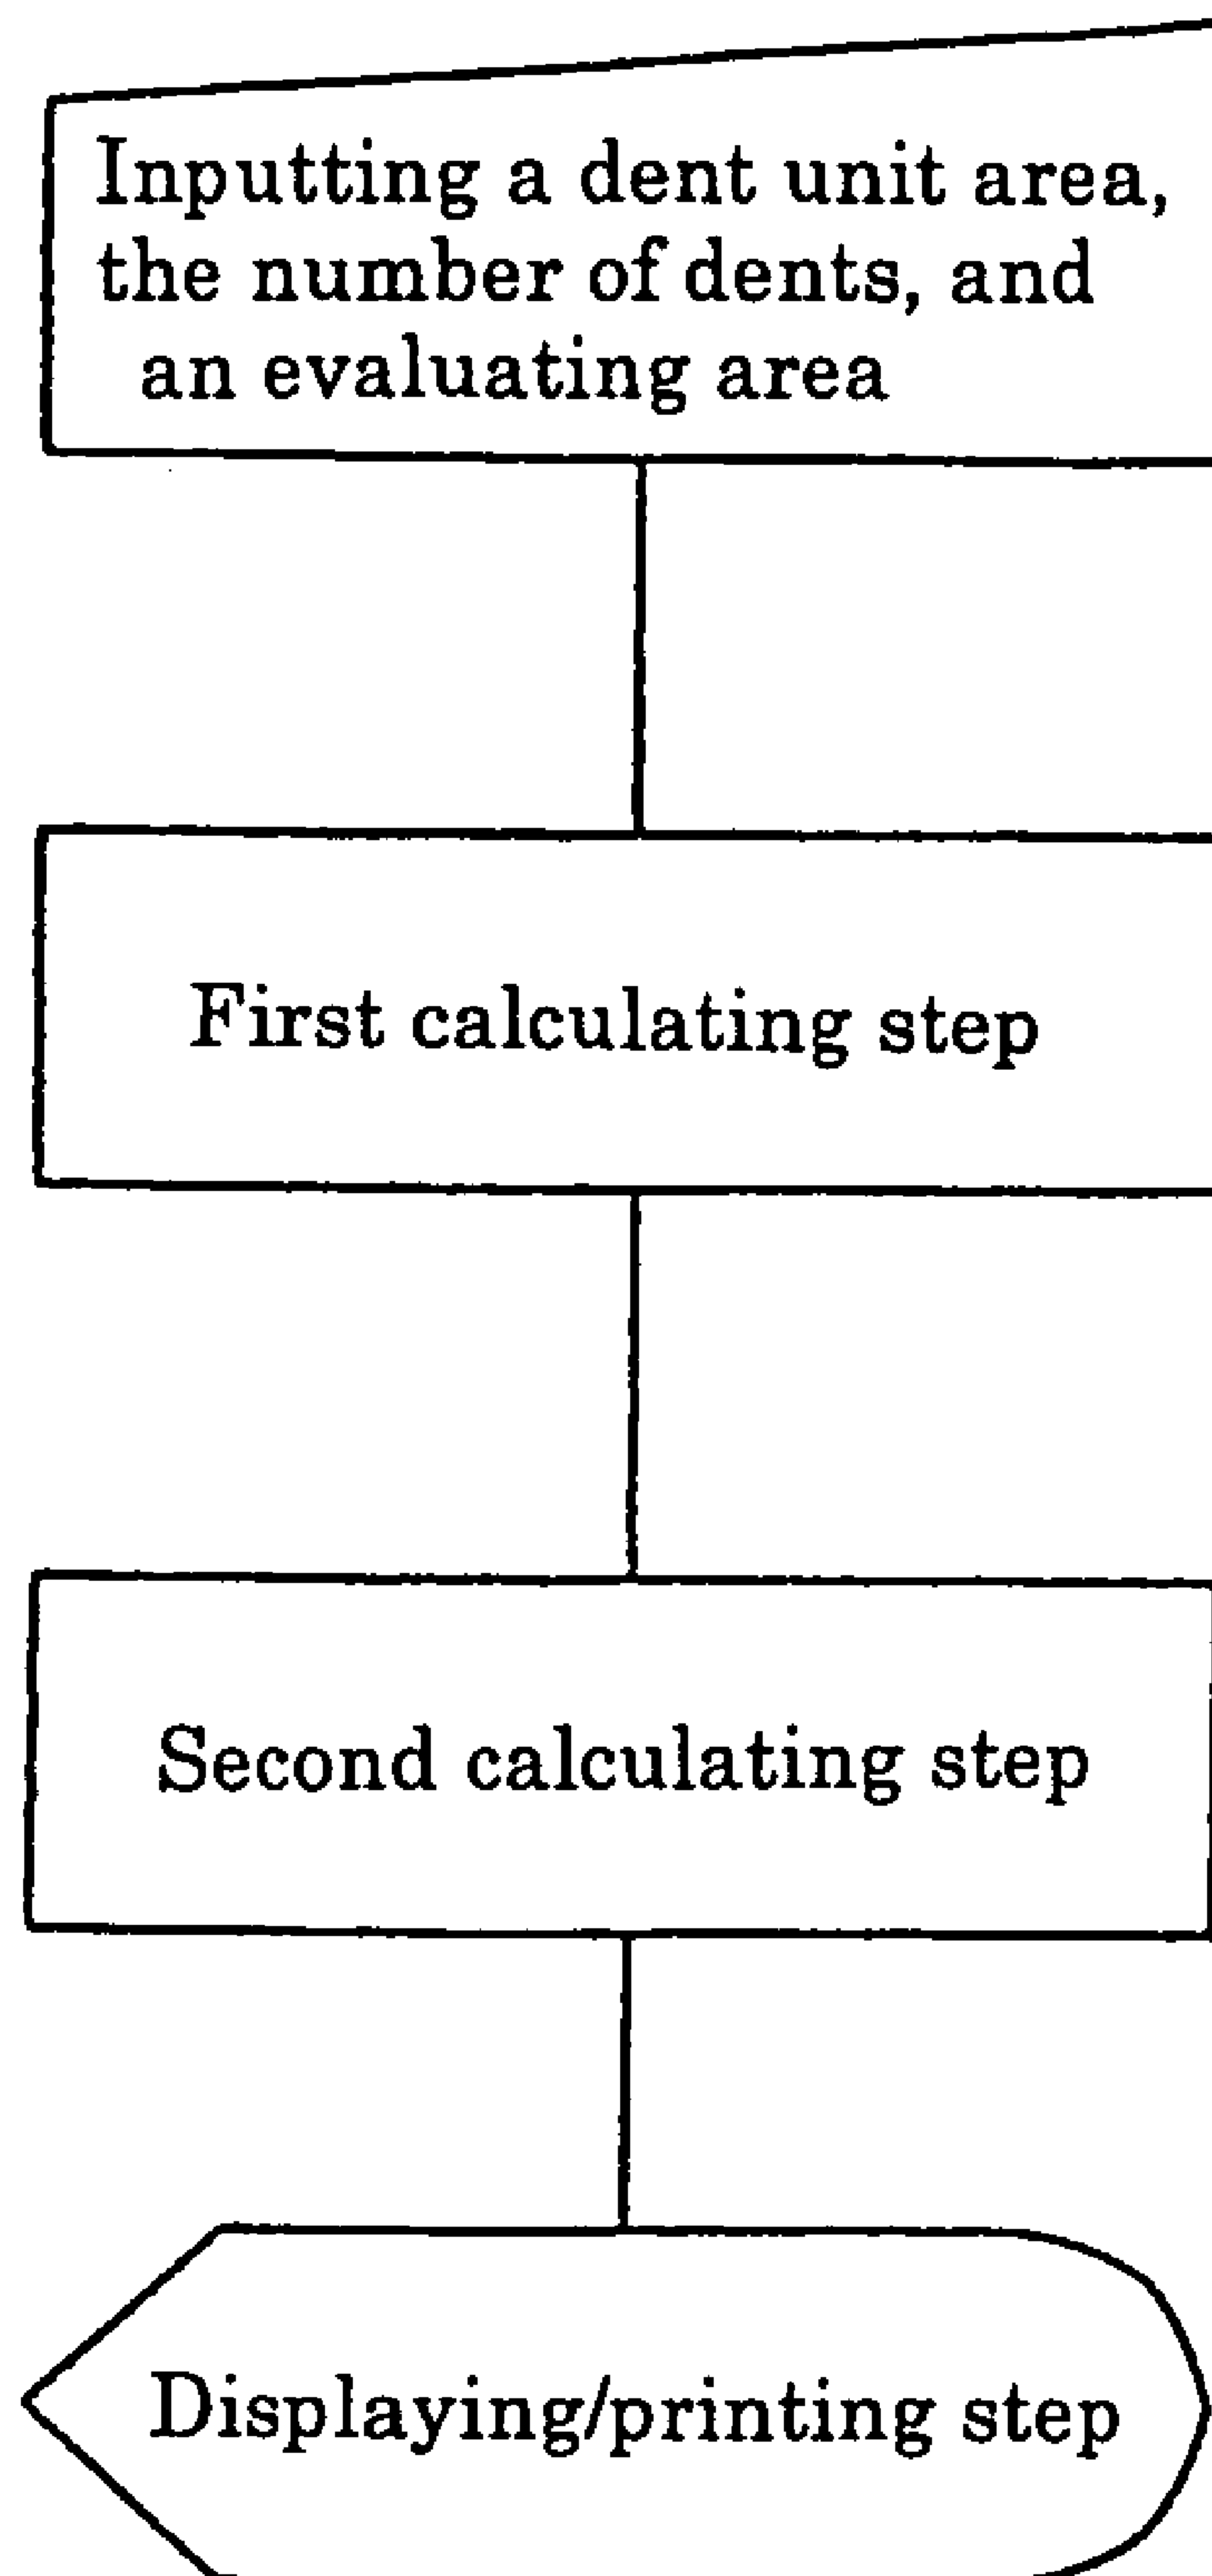 Inputting a dent unit area,
the number of dents, and
an evaluating area
First calculating step
Second calculating step
Displaying/printing step